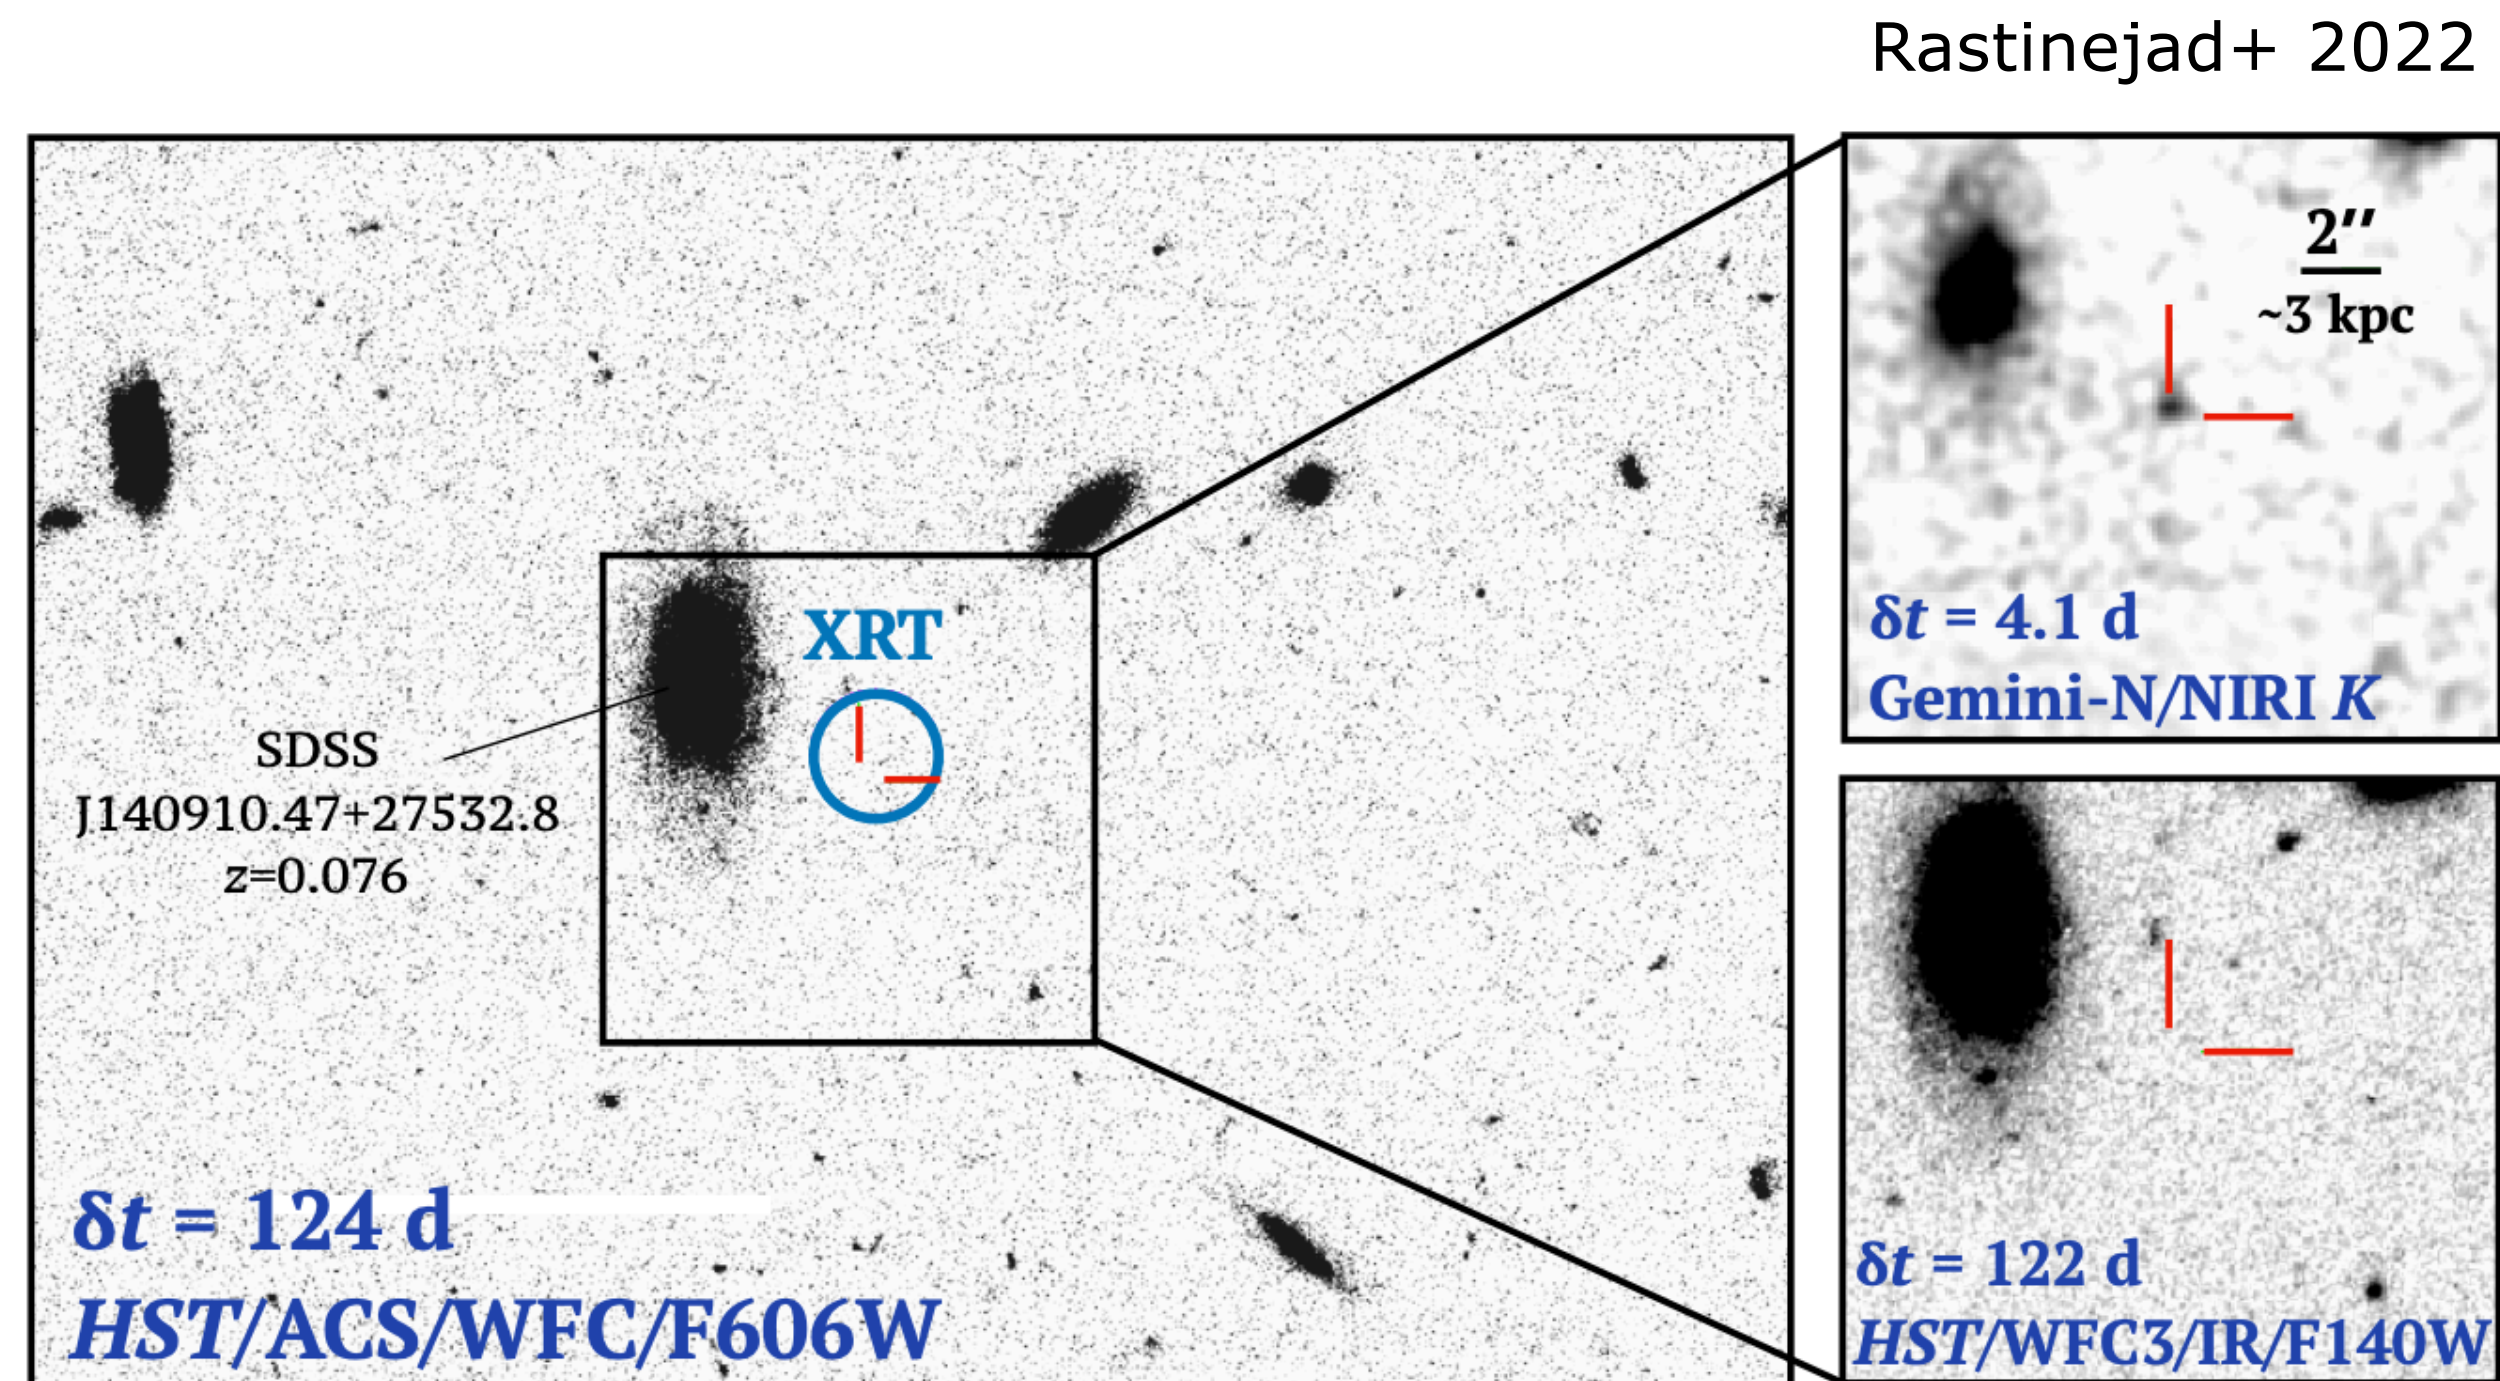 Rastinejad+ 2022
XRT
SDSS
J140910.47+27532.8
z=0.076
δt = 124 d
HST/ACS/WFC/F606W
2″
~3 kpc
δt = 4.1 d
Gemini-N/NIRI K
δt = 122 d
HST/WFC3/IR/F140W